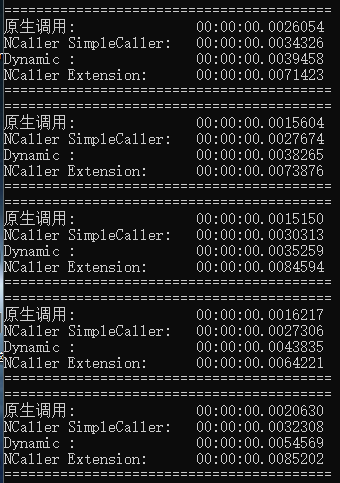 ==========================================
原生调用:               00:00:00.0026054
NCaller SimpleCaller:   00:00:00.0034326
Dynamic :               00:00:00.0039458
NCaller Extension:      00:00:00.0071423
==========================================
==========================================
原生调用:               00:00:00.0015604
NCaller SimpleCaller:   00:00:00.0027674
Dynamic :               00:00:00.0038265
NCaller Extension:      00:00:00.0073876
==========================================
==========================================
原生调用:               00:00:00.0015150
NCaller SimpleCaller:   00:00:00.0030313
Dynamic :               00:00:00.0035259
NCaller Extension:      00:00:00.0084594
==========================================
==========================================
原生调用:               00:00:00.0016217
NCaller SimpleCaller:   00:00:00.0027306
Dynamic :               00:00:00.0043835
NCaller Extension:      00:00:00.0064221
==========================================
==========================================
原生调用:               00:00:00.0020630
NCaller SimpleCaller:   00:00:00.0032308
Dynamic :               00:00:00.0054569
NCaller Extension:      00:00:00.0085202
==========================================